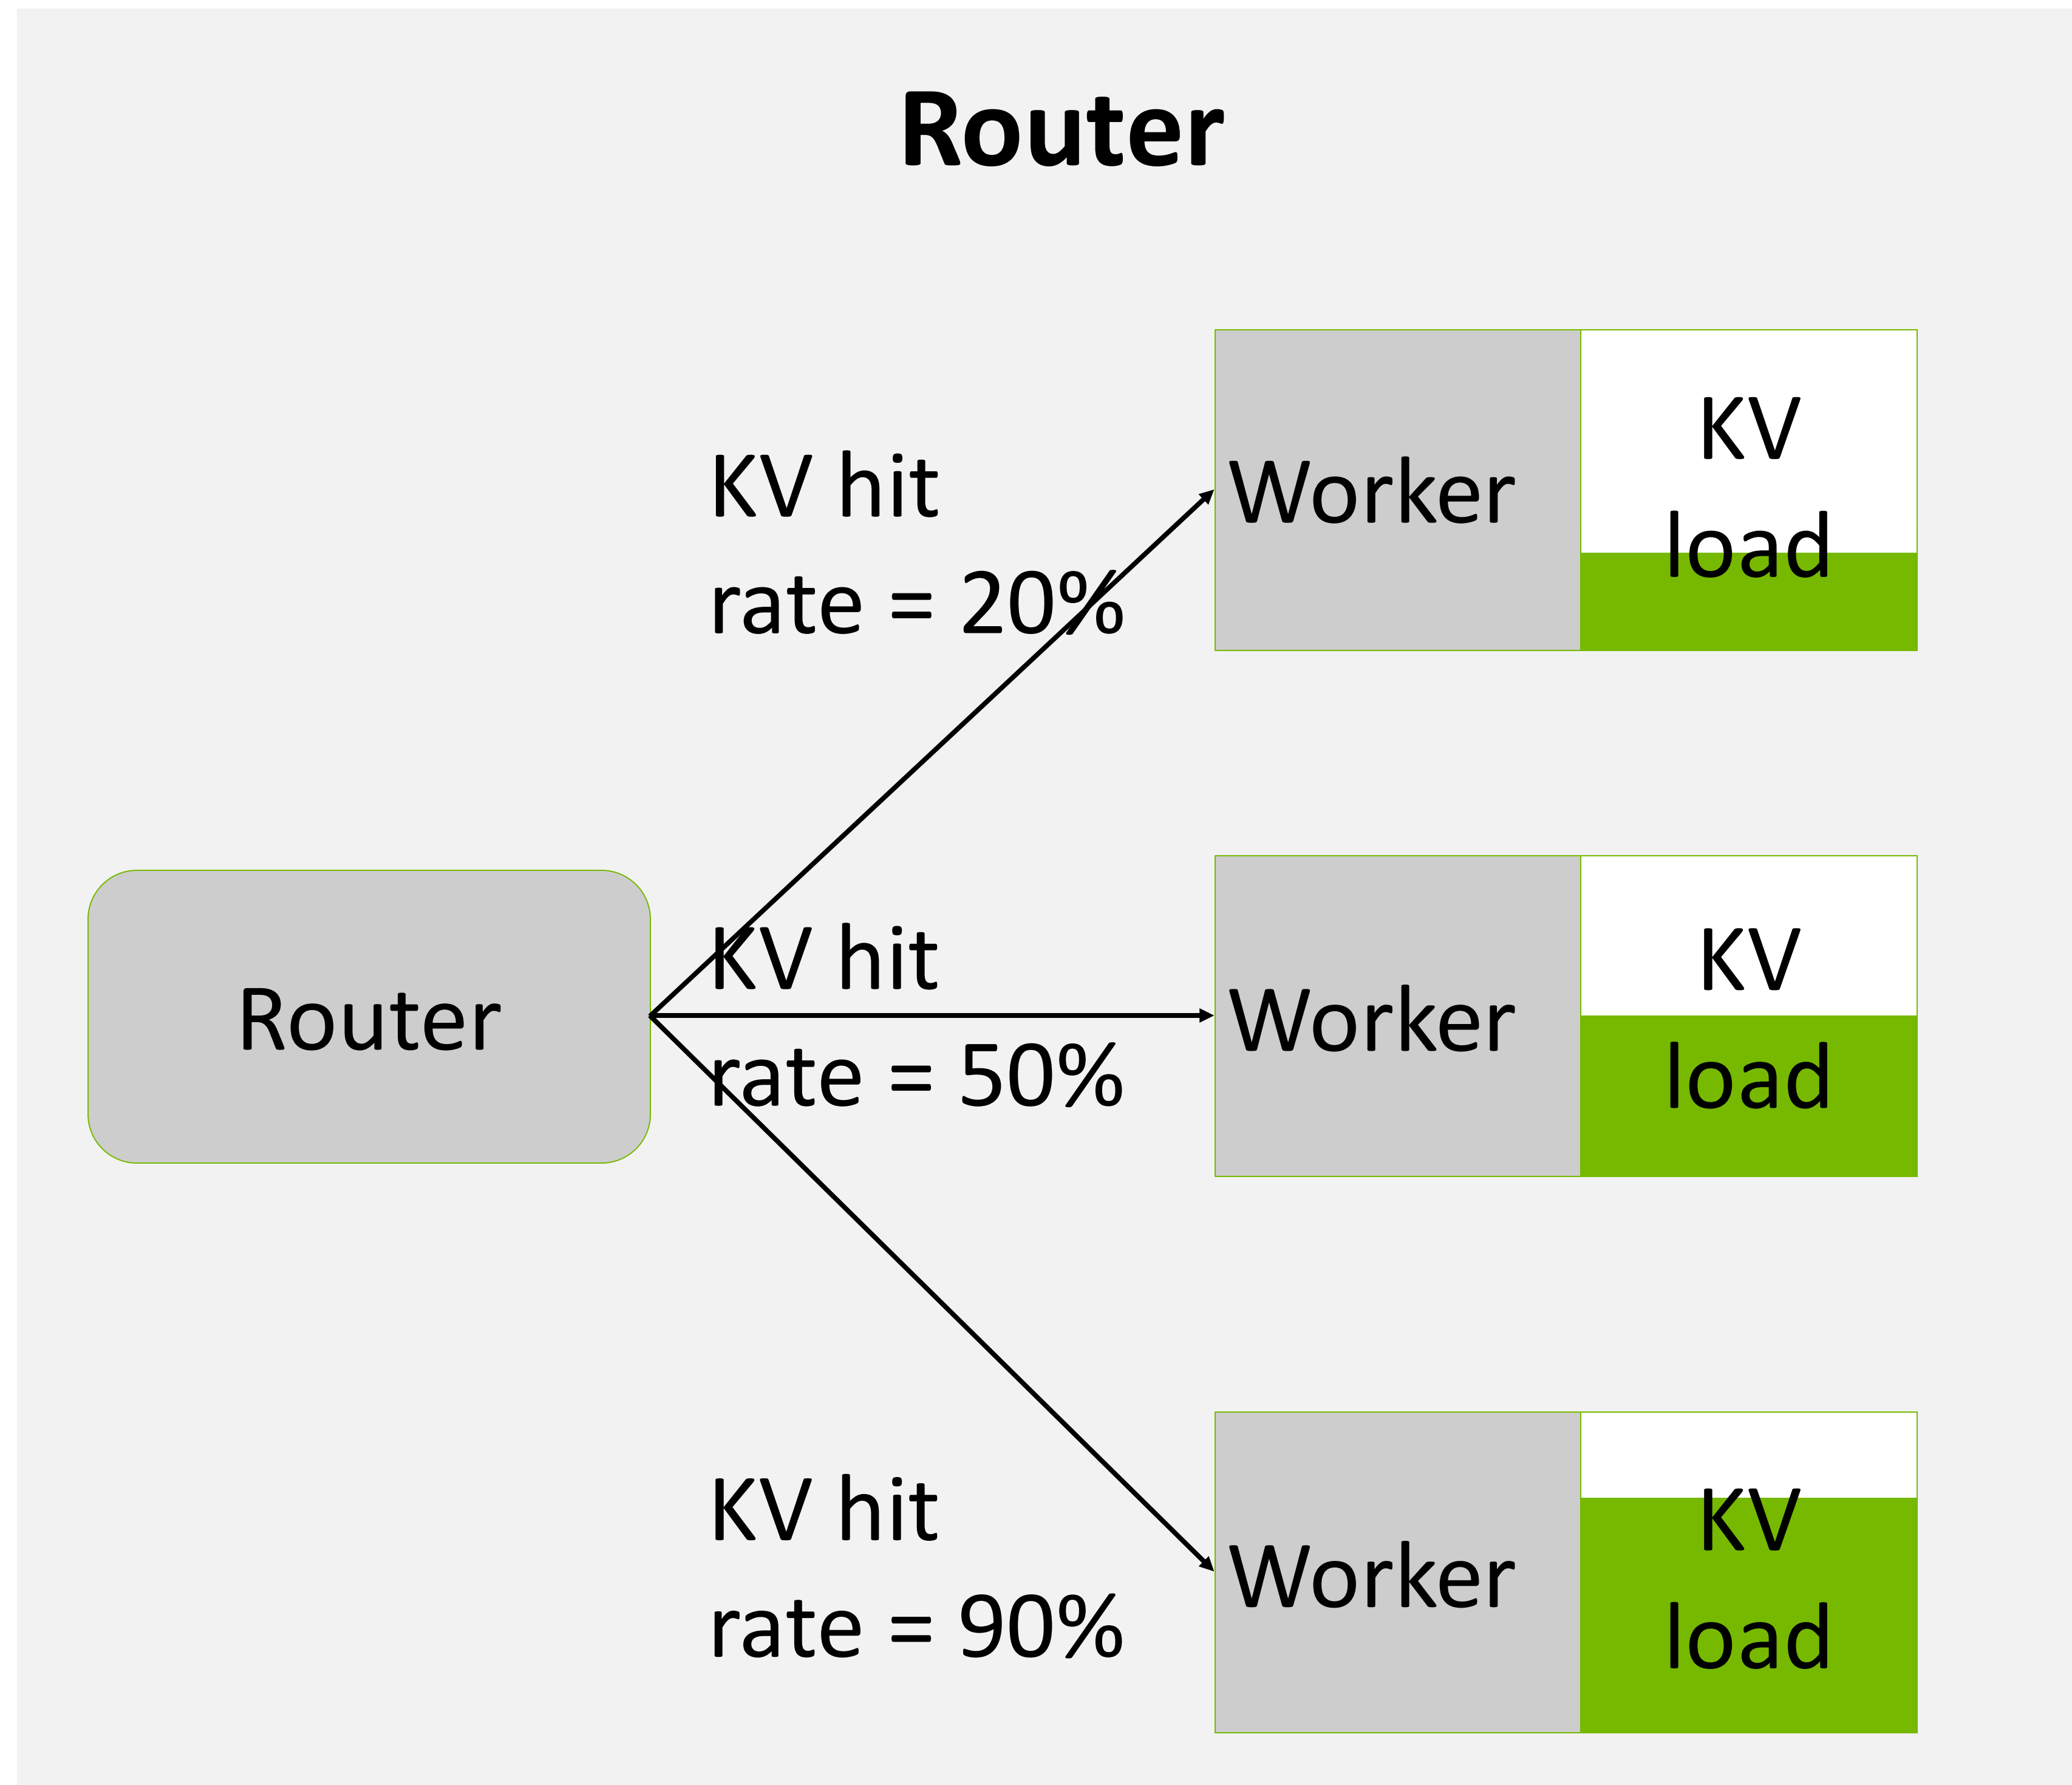 Router
KV hit
rate = 20%
Worker
KV
load
Router
KV hit
rate = 50%
Worker
KV
load
KV hit
rate = 90%
Worker
KV
load